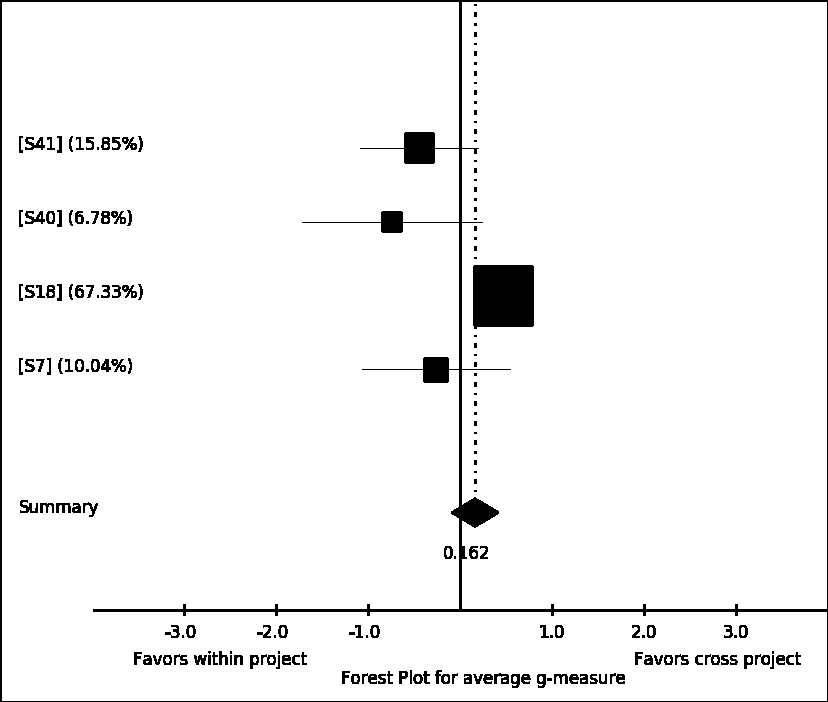 [S41] (15.85%)
[S40] (6.78%)
[S18] (67.33%)
[S7] (10.04%)
Summary
0.162
-3.0 -2.0 -1.0 1.0 2.0 3.0
Favors within project Favors cross project
Forest Plot for average g-measure